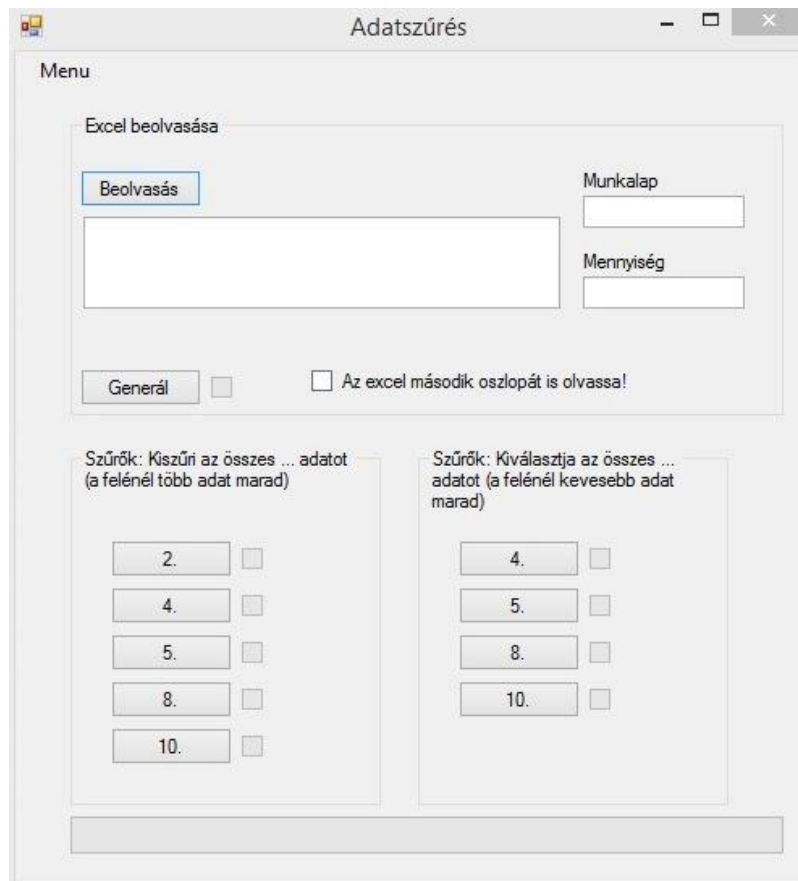 Adatszűrés
Menu
Excel beolvasása
Beolvasás
Munkalap
Mennyiség
Generál
Az excel második oszlopát is olvassa!
Szűrők: Kiszűri az összes ... adatot
(a felénél több adat marad)
2.
4.
5.
8.
10.
Szűrők: Kiválasztja az összes ...
adatot (a felénél kevesebb adat
marad)
4.
5.
8.
10.